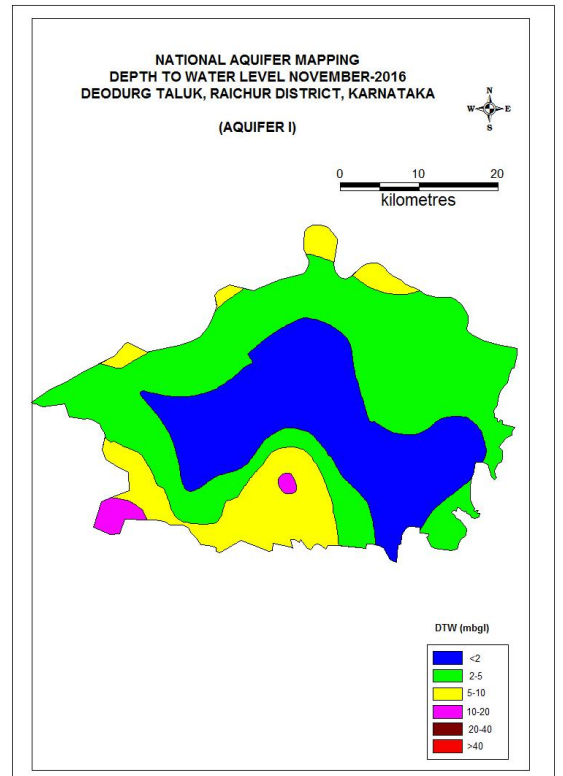 NATIONAL AQUIFER MAPPING
DEPTH TO WATER LEVEL NOVEMBER-2016
DEODURG TALUK, RAICHUR DISTRICT, KARNATAKA
(AQUIFER I)
N
W E
S
0 10 20
kilometres
DTW (mbgl)
<2
2-5
5-10
10-20
20-40
>40